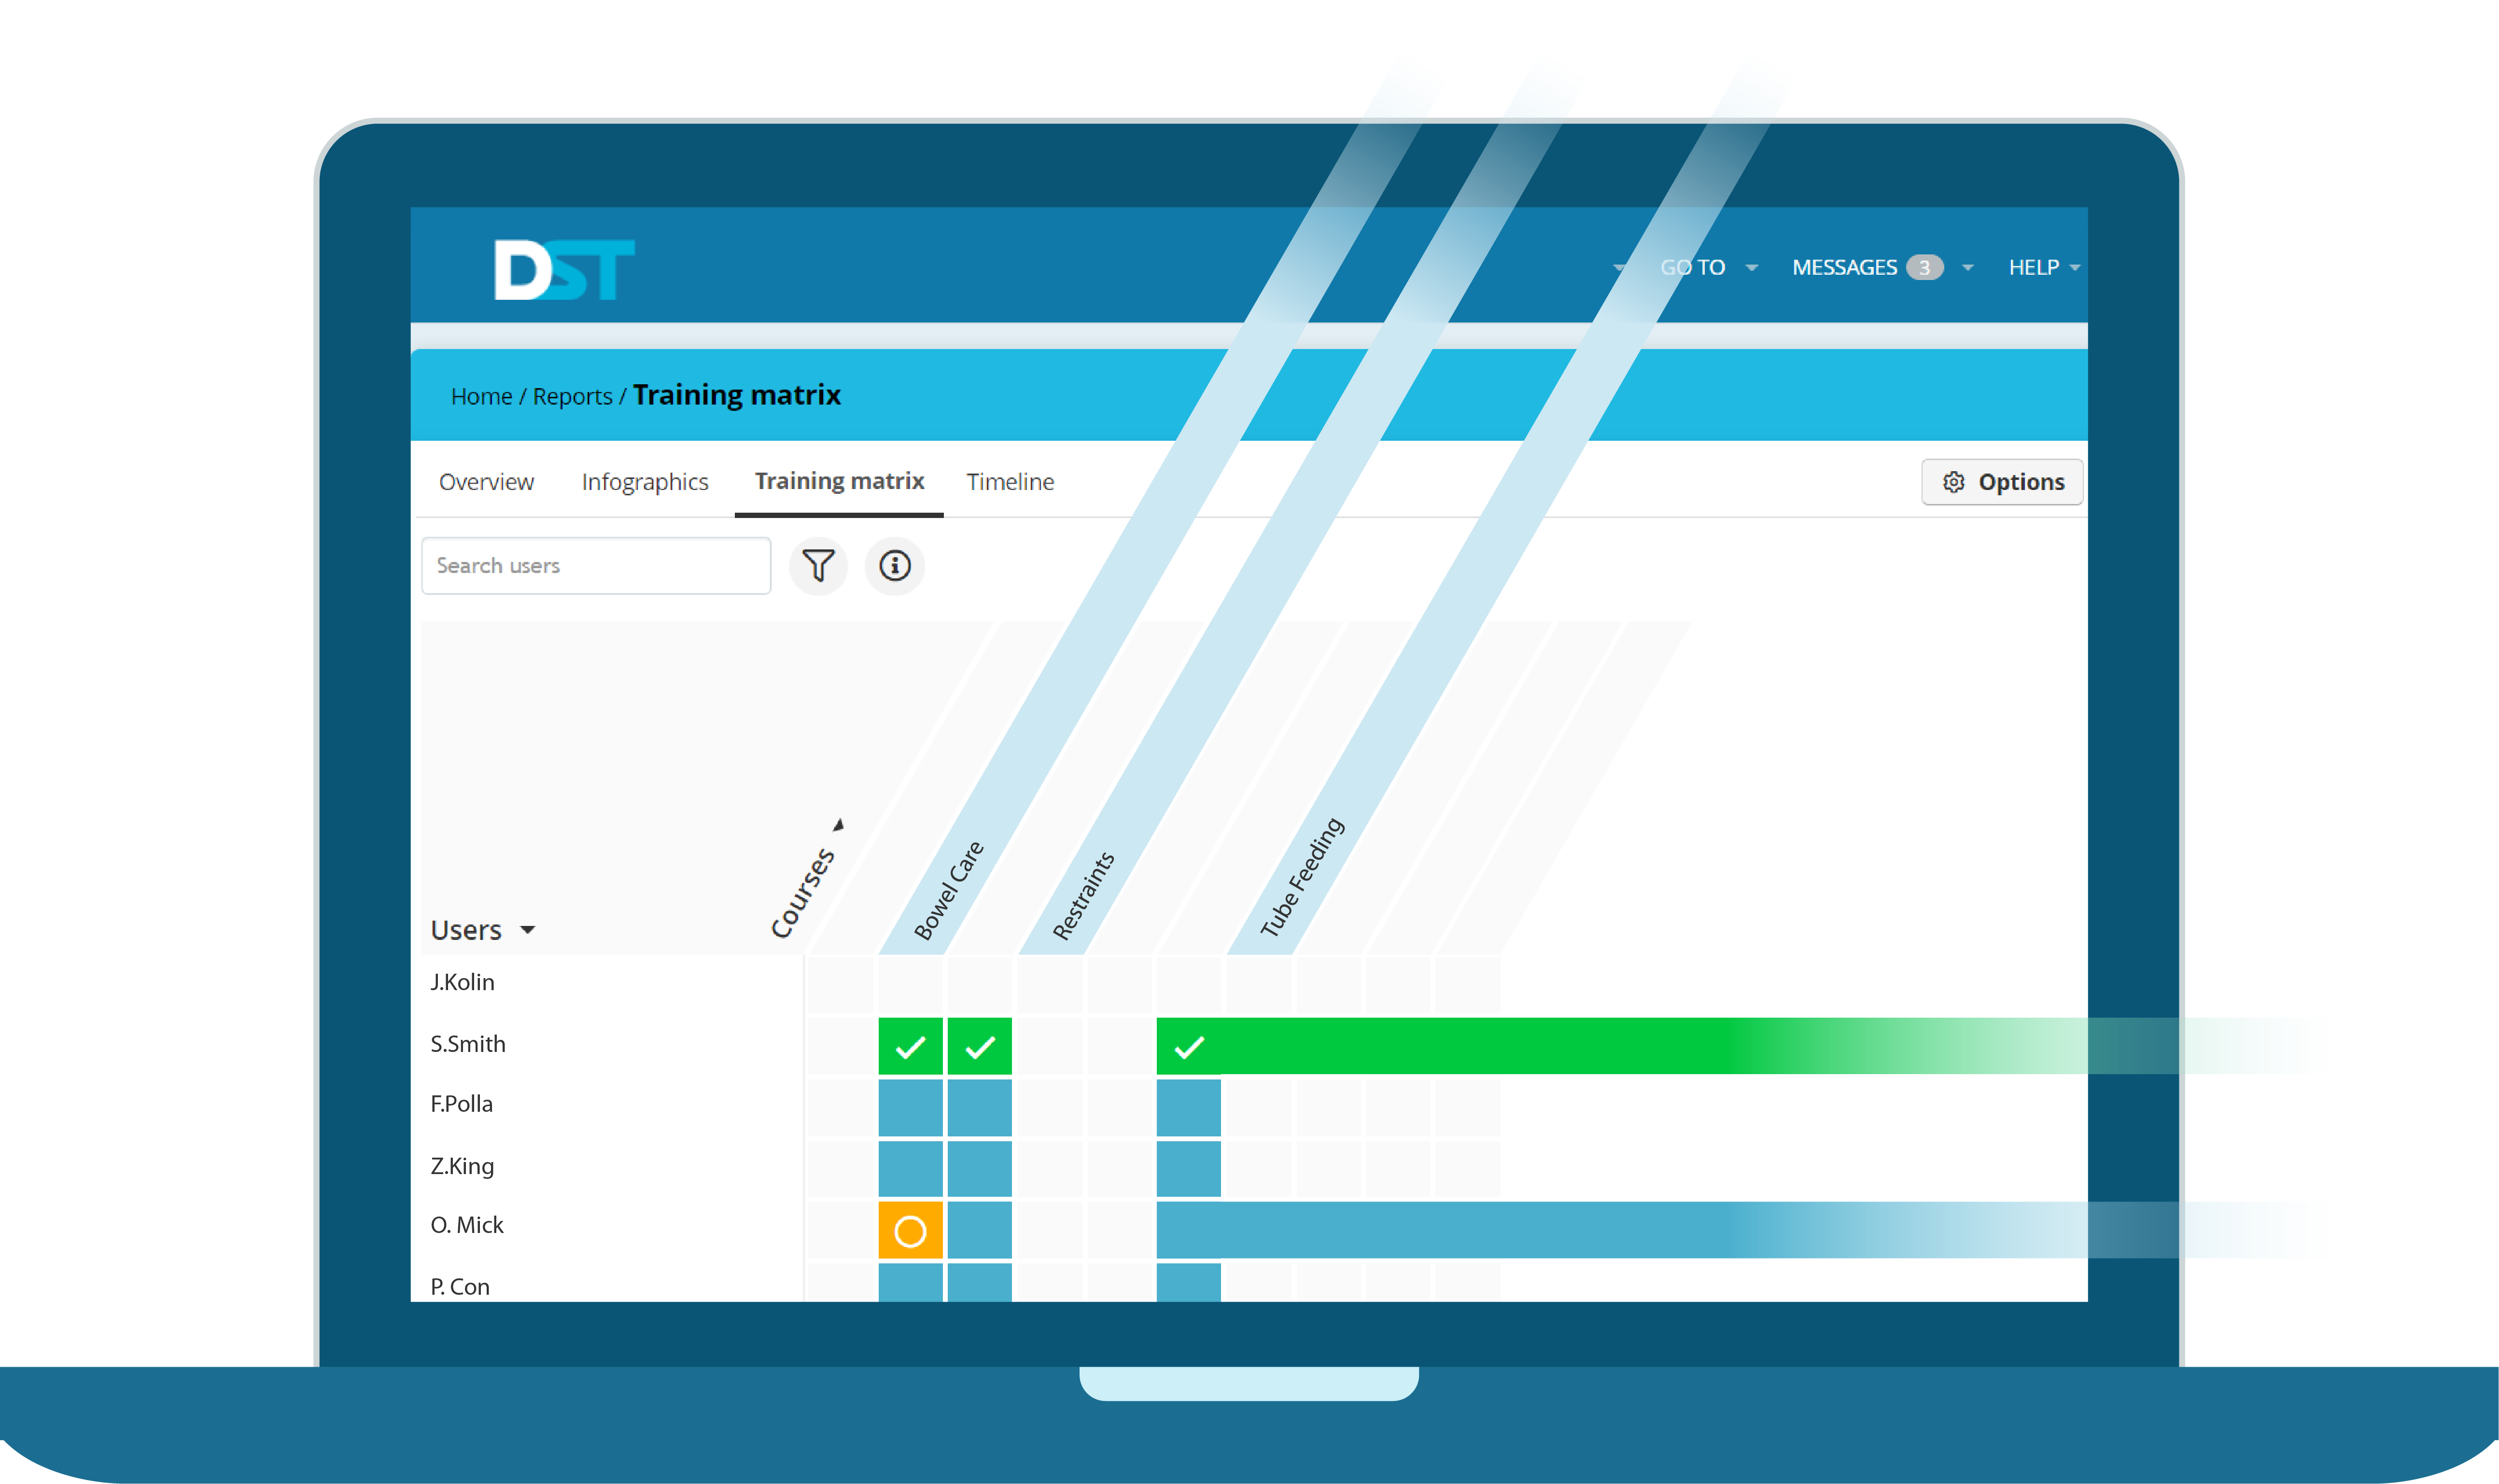 DST
GO TO MESSAGES 3 HELP
Home / Reports / Training matrix
Overview Infographics Training matrix Timeline Options
Search users
Users Courses Bowel Care Restraints Tube Feeding
J.Kolin
S.Smith
F.Polla
Z.King
O. Mick
P. Con